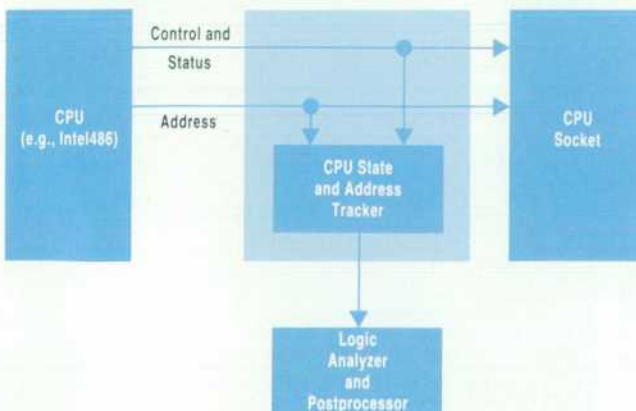 Control and
Status
Address
CPU
(e.g., Intel486)
CPU
Socket
CPU State
and Address
Tracker
Logic
Analyzer
and
Postprocessor